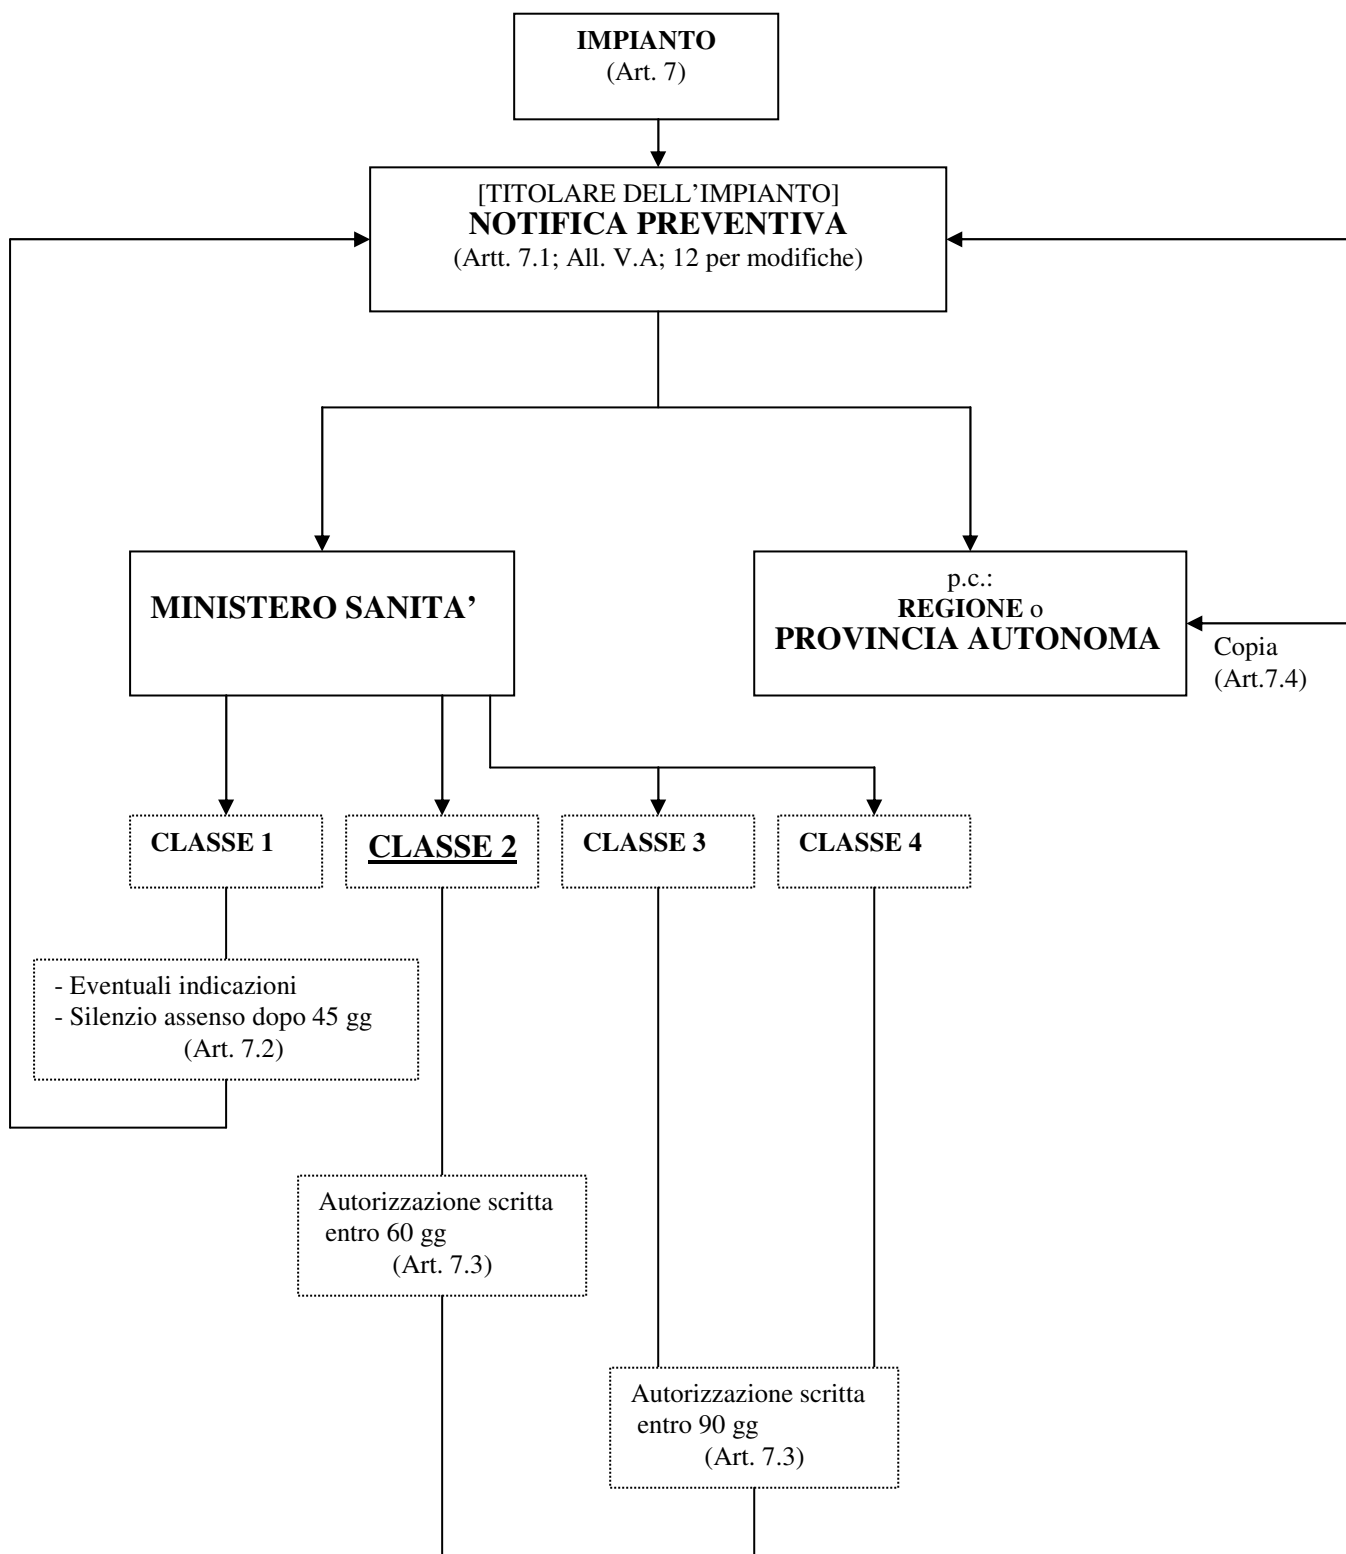 IMPIANTO
(Art. 7)
[TITOLARE DELL’IMPIANTO]
NOTIFICA PREVENTIVA
(Artt. 7.1; All. V.A; 12 per modifiche)
MINISTERO SANITA’
p.c.:
REGIONE o
PROVINCIA AUTONOMA
Copia
(Art.7.4)
CLASSE 1
CLASSE 2
CLASSE 3
CLASSE 4
- Eventuali indicazioni
- Silenzio assenso dopo 45 gg
(Art. 7.2)
Autorizzazione scritta
entro 60 gg
(Art. 7.3)
Autorizzazione scritta
entro 90 gg
(Art. 7.3)